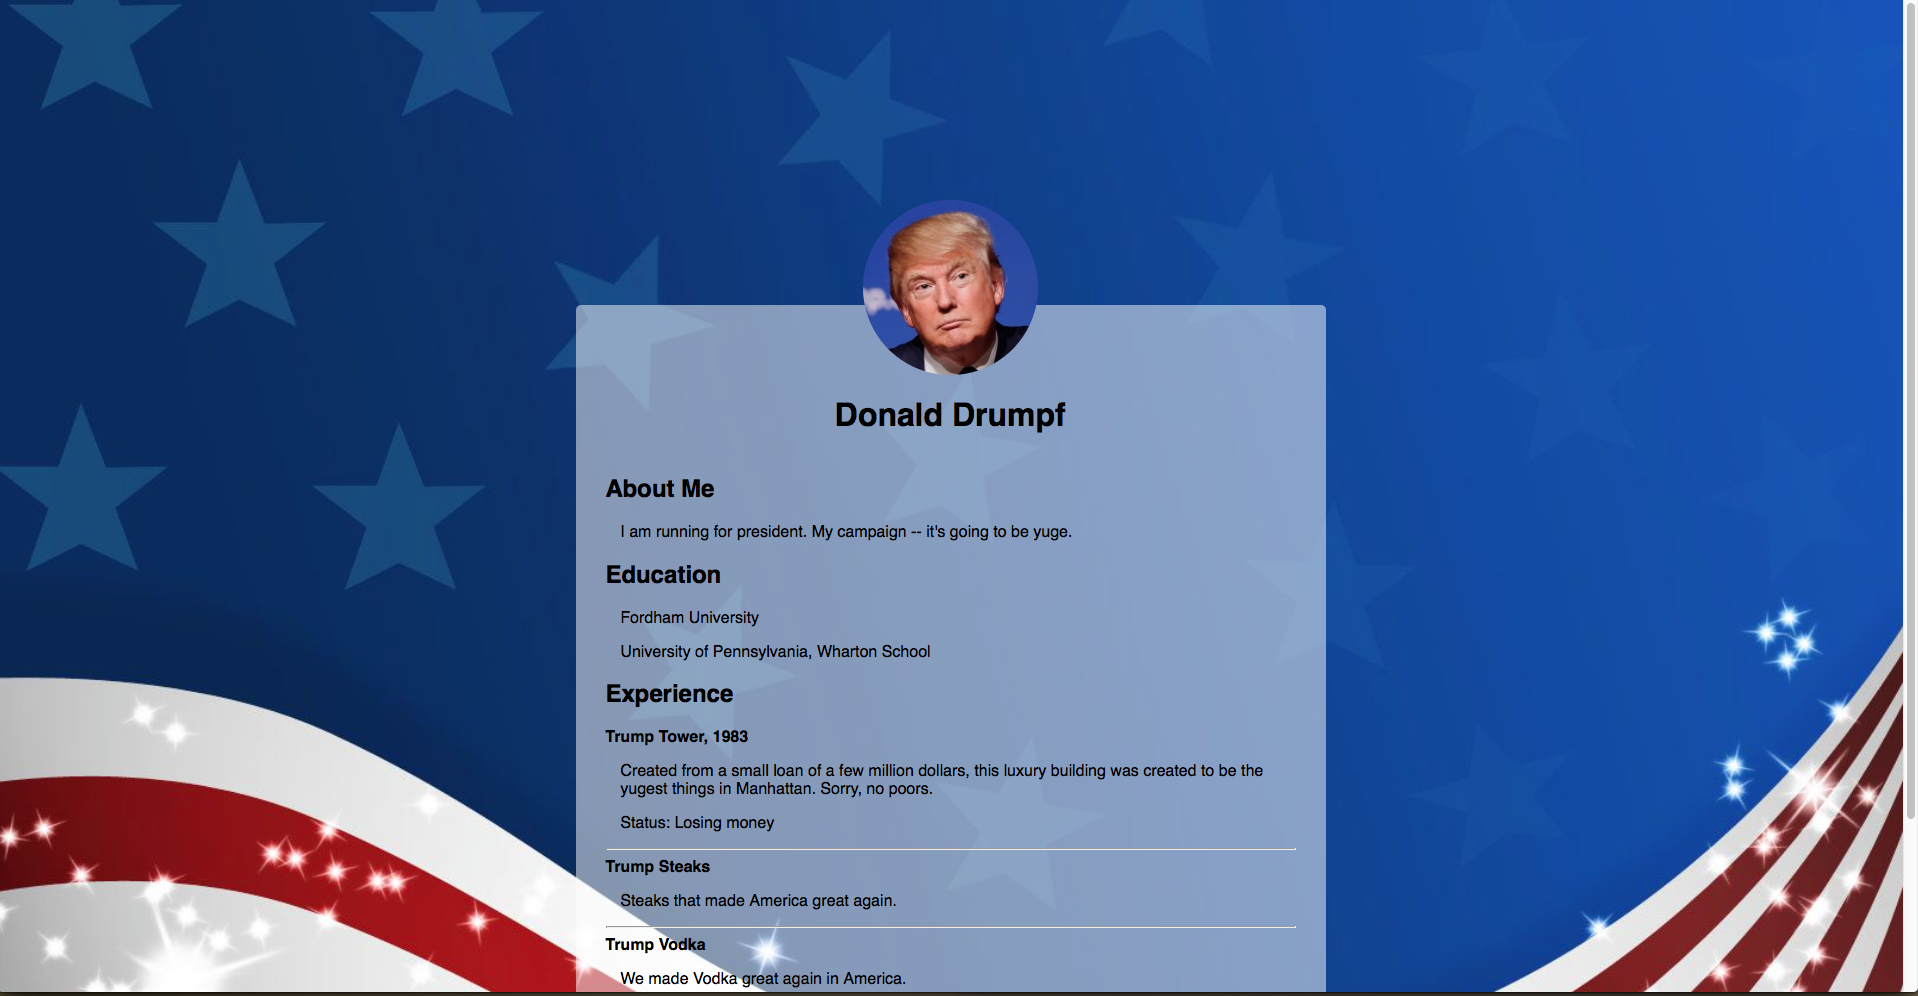 Donald Drumpf
About Me
I am running for president. My campaign -- it's going to be yuge.
Education
Fordham University
University of Pennsylvania, Wharton School
Experience
Trump Tower, 1983
Created from a small loan of a few million dollars, this luxury building was created to be the
yugest things in Manhattan. Sorry, no poors.
Status: Losing money
Trump Steaks
Steaks that made America great again.
Trump Vodka
We made Vodka great again in America.